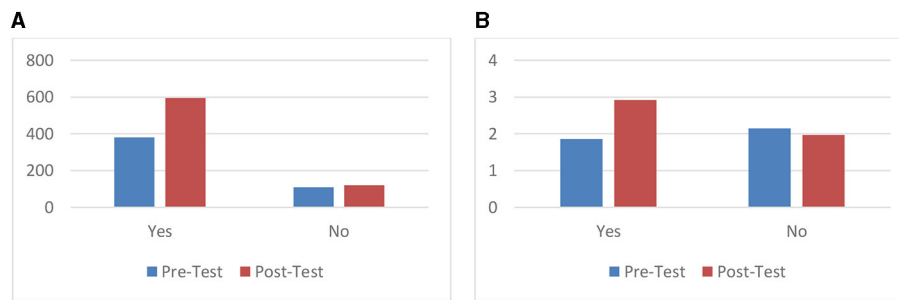 A
800
600
400
200
0
Yes No
Pre-Test Post-Test
B
4
3
2
1
0
Yes No
Pre-Test Post-Test